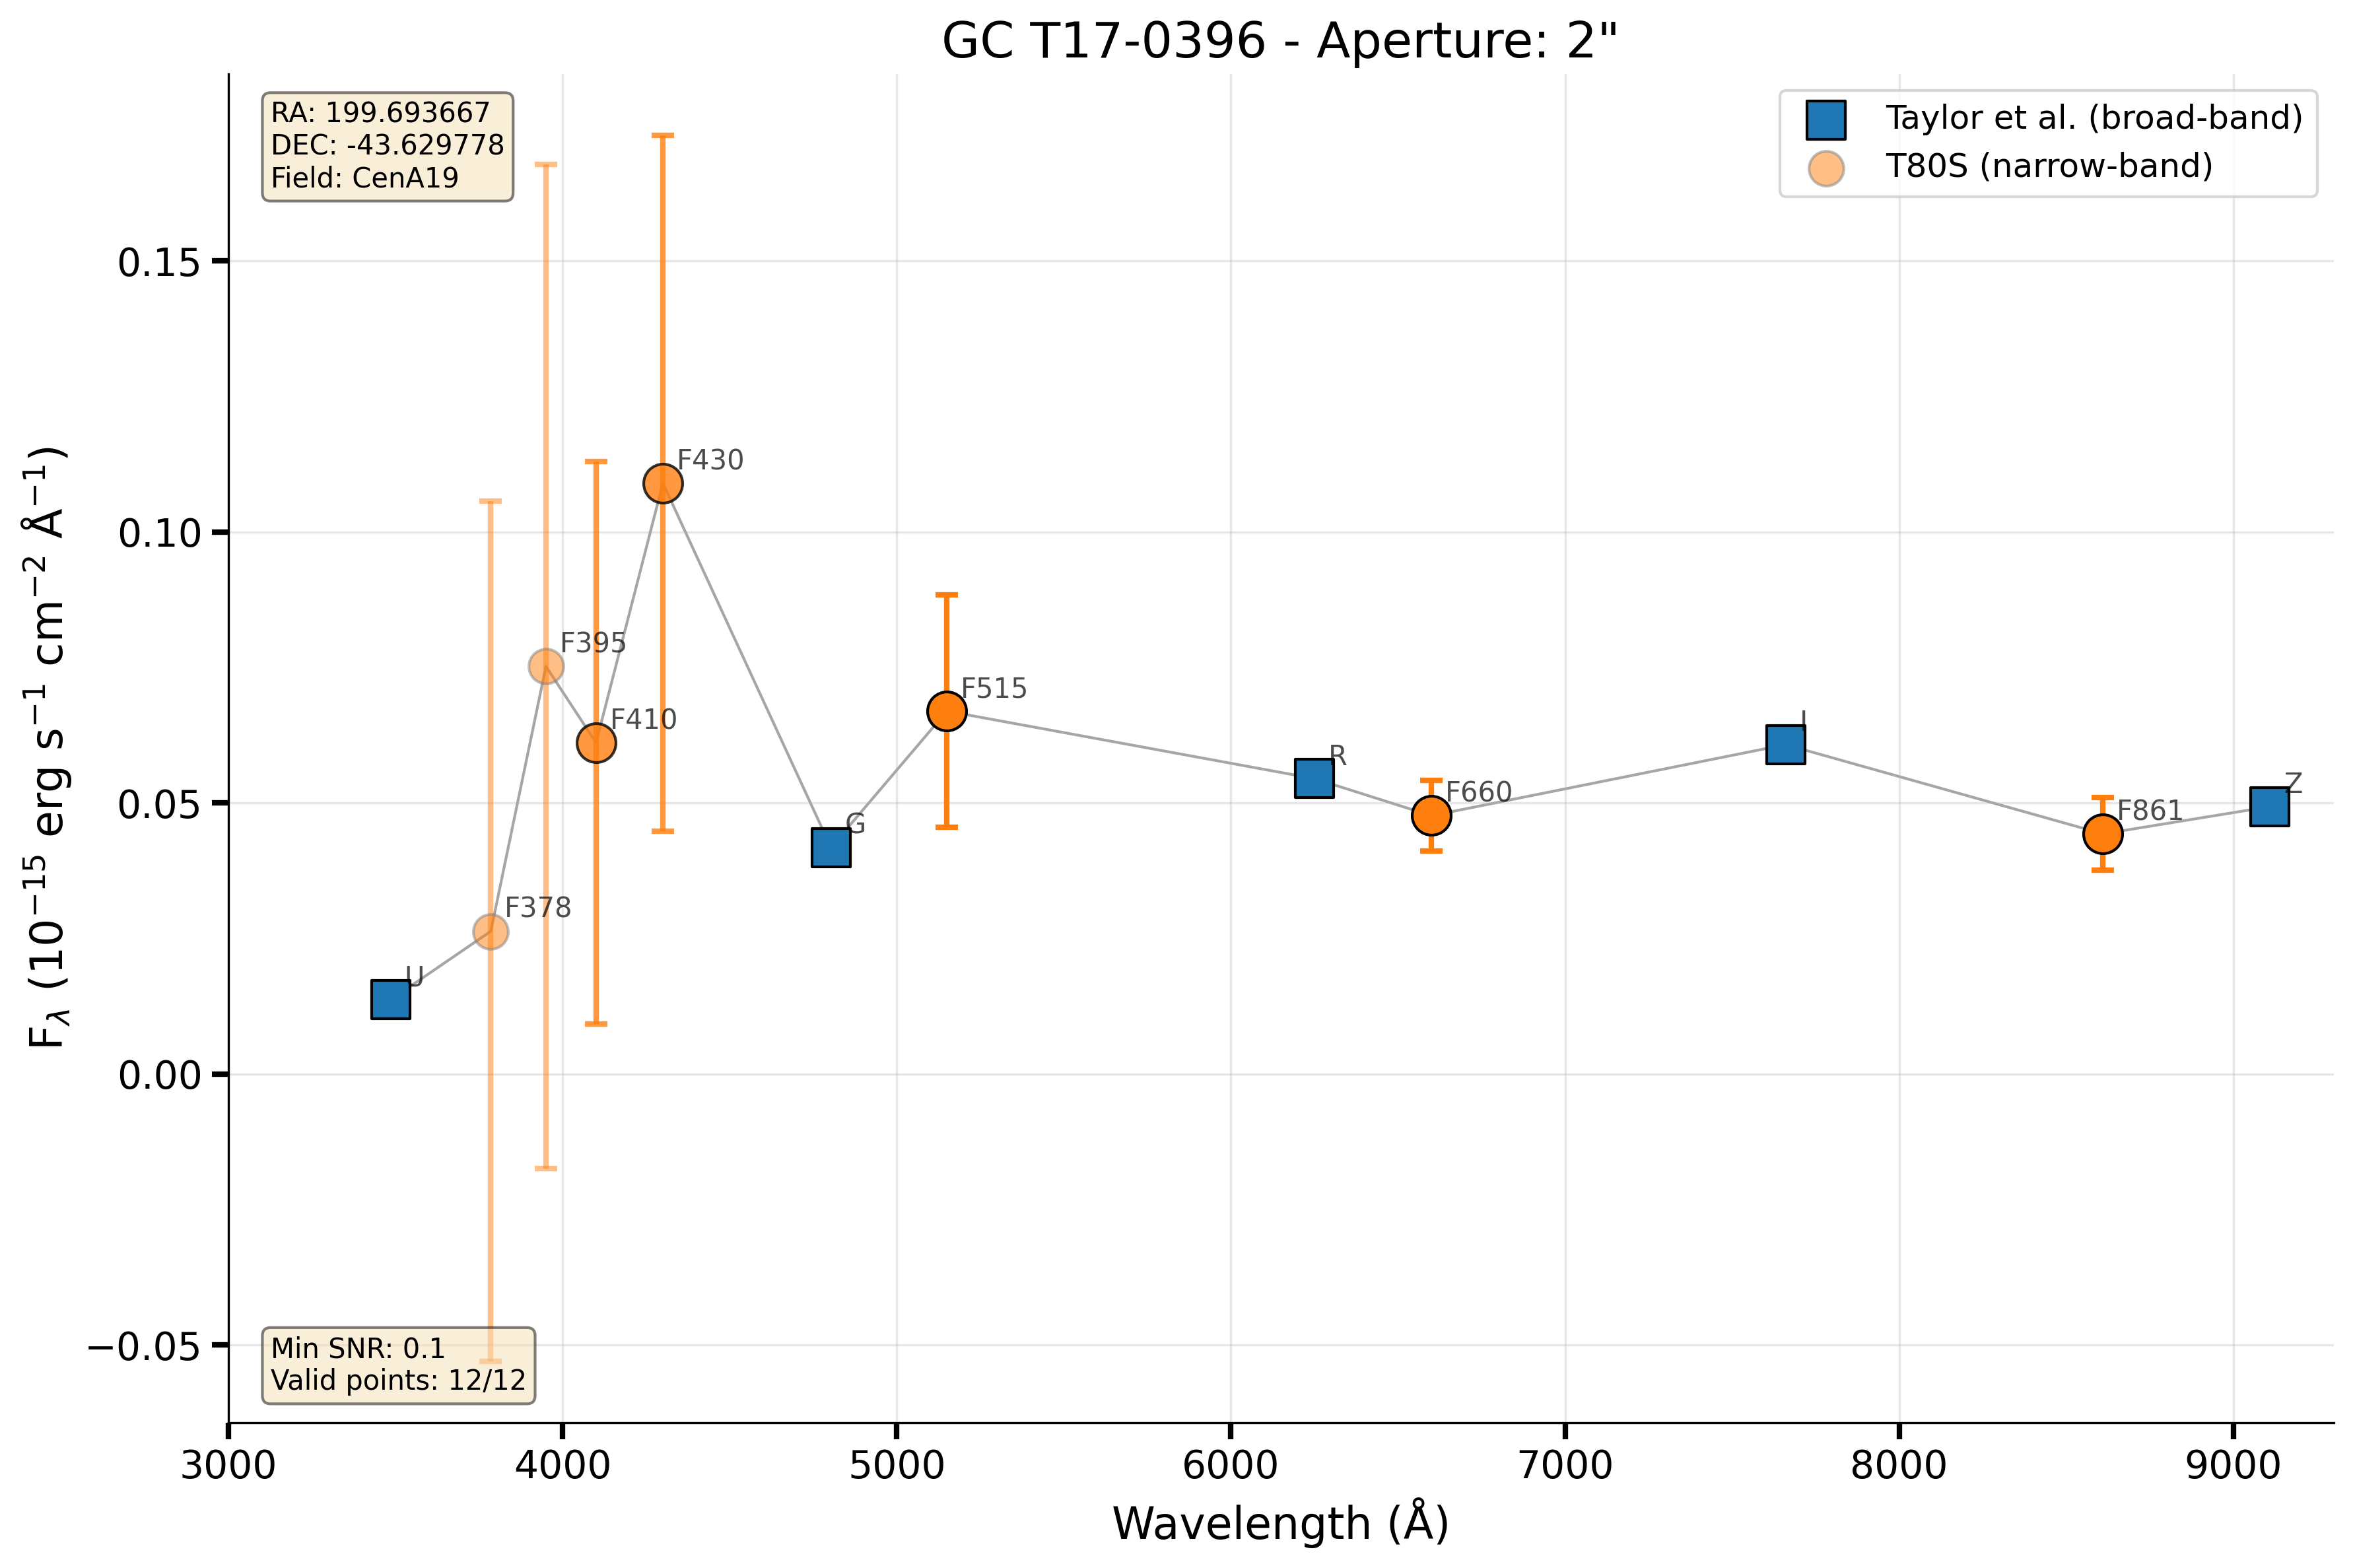 GC T17-0396 - Aperture: 2"
RA: 199.693667
DEC: -43.629778
Field: CenA19
Taylor et al. (broad-band)
T80S (narrow-band)
0.15
0.10
0.05
0.00
−0.05
F$_{\lambda}$ (10$^{-15}$ erg s$^{-1}$ cm$^{-2}$ Å$^{-1}$)
U
F378
F395
F410
F430
G
F515
R
F660
I
F861
Z
Min SNR: 0.1
Valid points: 12/12
3000
4000
5000
6000
7000
8000
9000
Wavelength (Å)